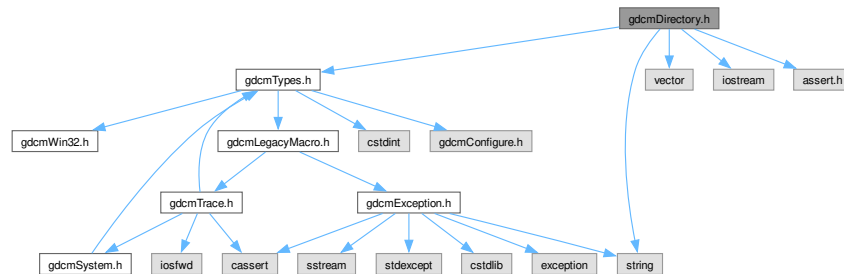 gdcmDirectory.h
gdcmTypes.h
vector
iostream
assert.h
gdcmWin32.h
gdcmLegacyMacro.h
cstdint
gdcmConfigure.h
gdcmTrace.h
gdcmException.h
gdcmSystem.h
iosfwd
cassert
sstream
stdexcept
cstdlib
exception
string